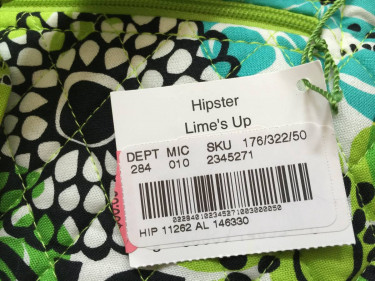 Hipster
Lime's Up
DEPT MIC SKU 176/322/50
284 010 2345271
HIP 11262 AL 146330